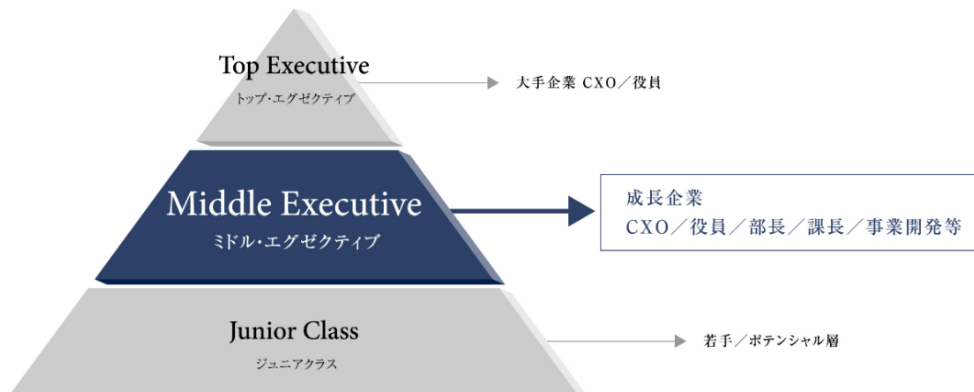 Top Executive
トップ・エグゼクティブ
大手企業 CXO／役員
Middle Executive
ミドル・エグゼクティブ
成長企業
CXO／役員／部長／課長／事業開発等
Junior Class
ジュニアクラス
若手／ポテンシャル層